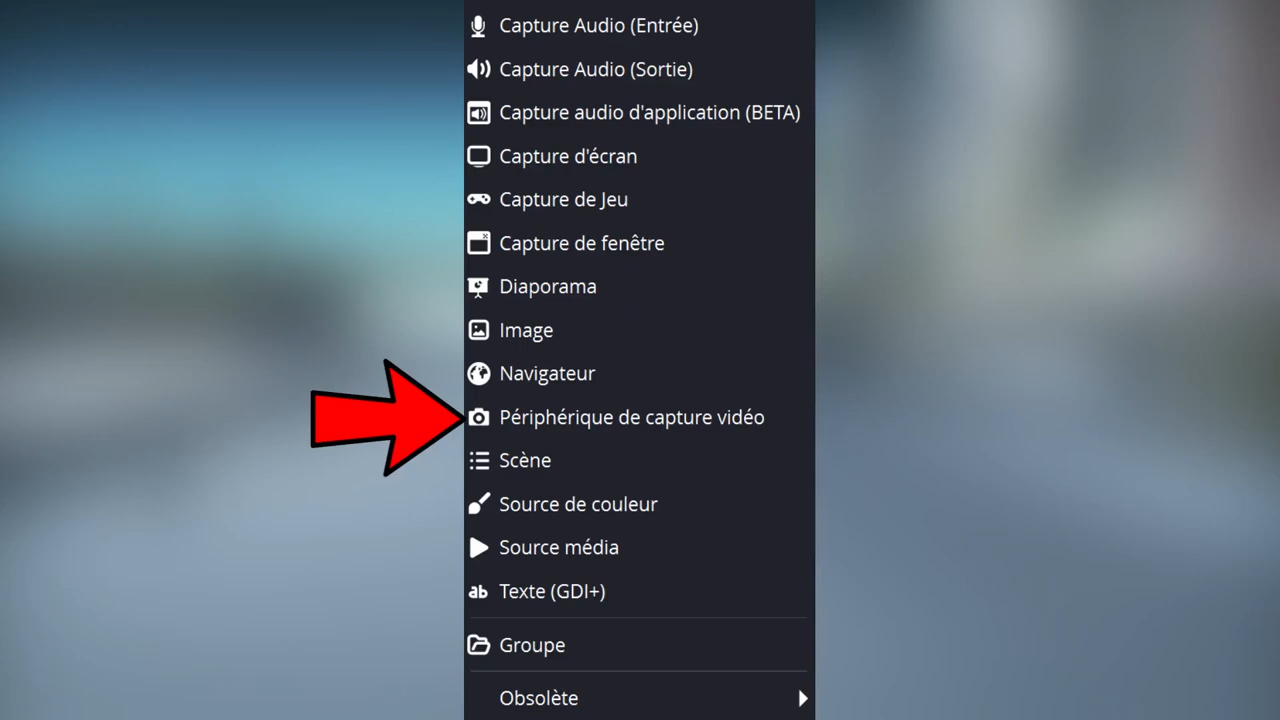 Capture Audio (Entrée)
Capture Audio (Sortie)
Capture audio d'application (BETA)
Capture d'écran
Capture de Jeu
Capture de fenêtre
Diaporama
Image
Navigateur
Périphérique de capture vidéo
Scène
Source de couleur
Source média
ab Texte (GDI+)
Groupe
Obsolète